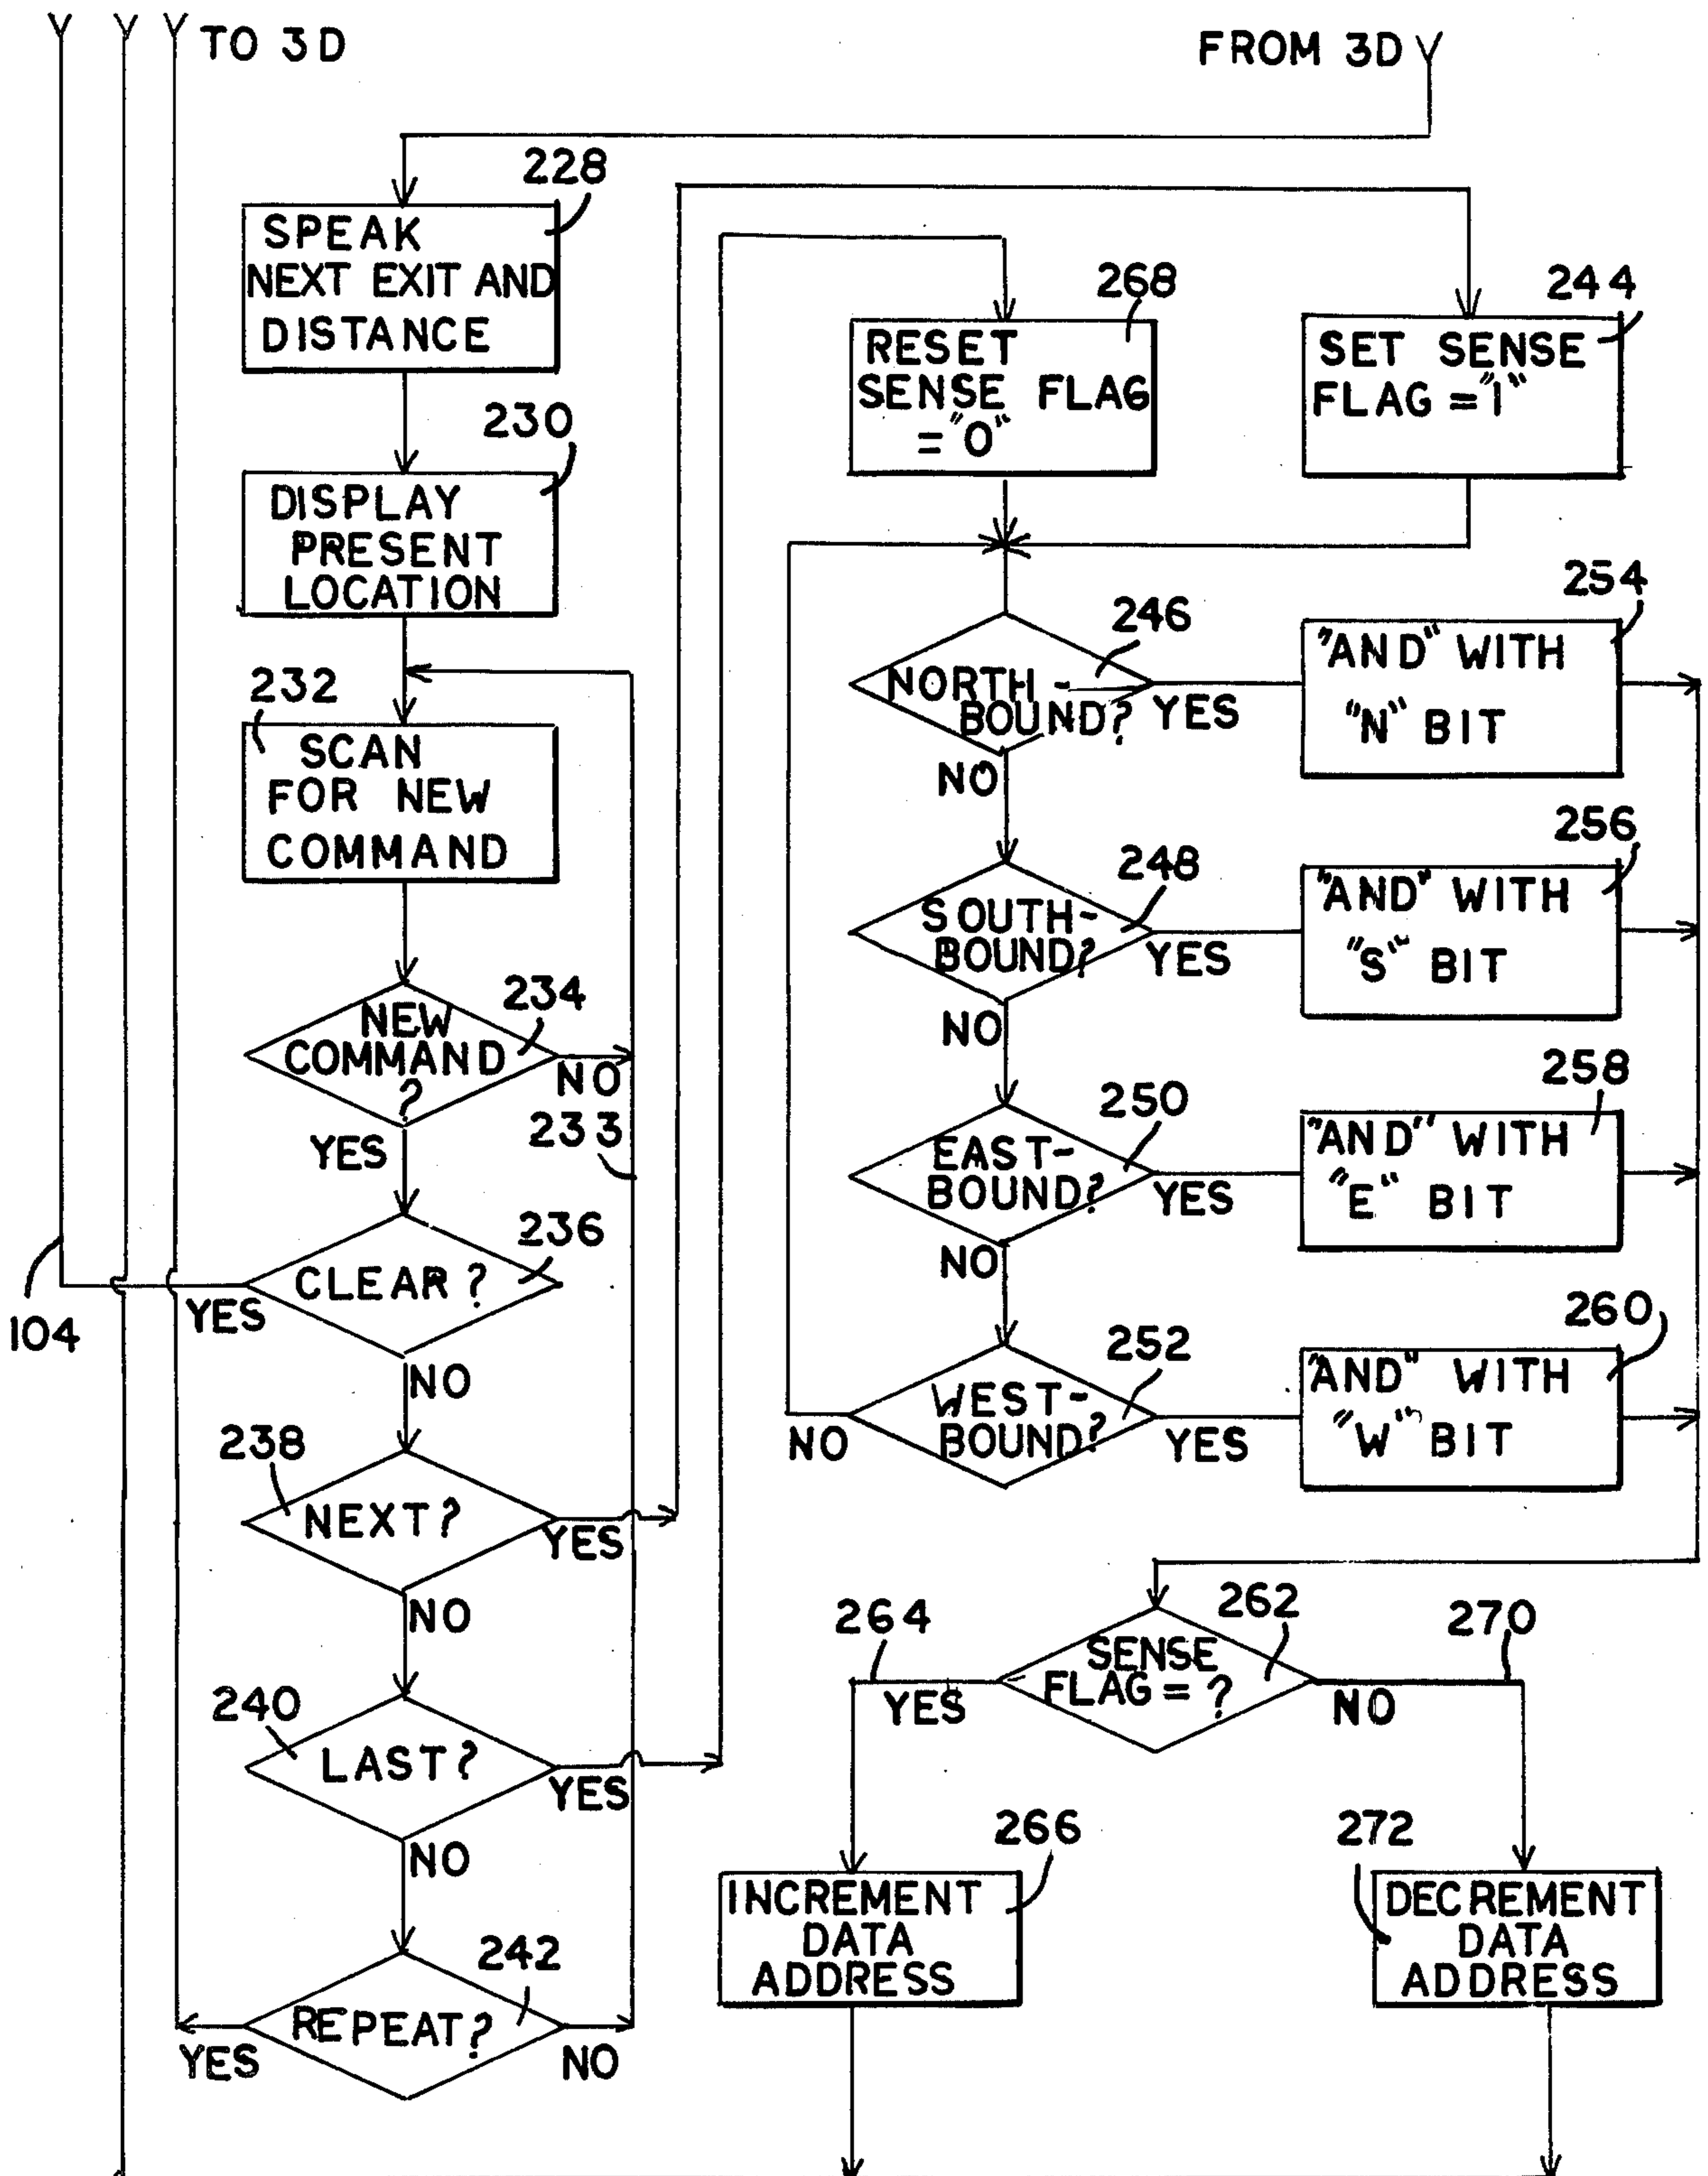 TO 3D
FROM 3D
228
SPEAK
NEXT EXIT AND
DISTANCE
230
DISPLAY
PRESENT
LOCATION
232
SCAN
FOR NEW
COMMAND
234
NEW
COMMAND
?
NO
233
YES
236
CLEAR?
YES
104
NO
238
NEXT?
YES
NO
240
LAST?
YES
NO
242
REPEAT?
YES
NO
268
RESET
SENSE FLAG
="0"
244
SET SENSE
FLAG ="1"
246
NORTH-
BOUND?
YES
NO
254
"AND" WITH
"N" BIT
248
SOUTH-
BOUND?
YES
NO
256
"AND" WITH
"S" BIT
250
EAST-
BOUND?
YES
NO
258
"AND" WITH
"E" BIT
252
WEST-
BOUND?
NO
YES
260
"AND" WITH
"W" BIT
262
SENSE
FLAG = ?
264
YES
270
NO
266
INCREMENT
DATA
ADDRESS
272
DECREMENT
DATA
ADDRESS